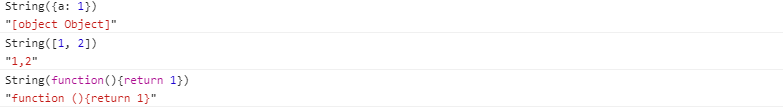 String({a: 1})
"[object Object]"
String([1, 2])
"1,2"
String(function(){return 1})
"function (){return 1}"